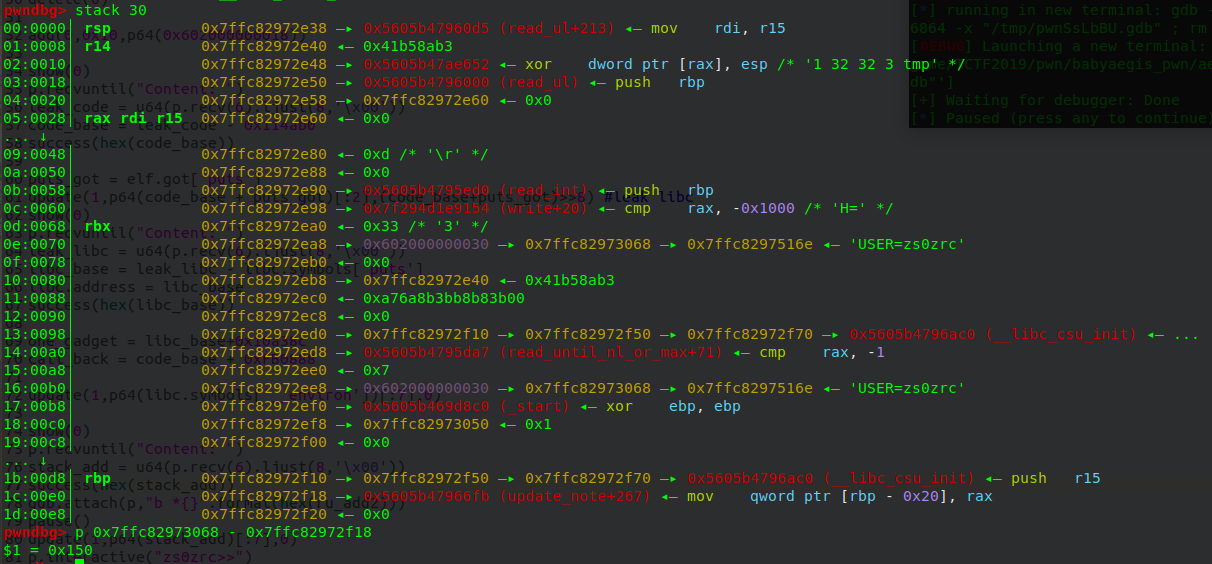 pwndbg> stack 30
00:0000│ rsp 0x7ffc82972e38 —▸ 0x5605b47960d5 (read_ul+213) ◂— mov rdi, r15
01:0008│ r14 0x7ffc82972e40 ◂— 0x41b58ab3
02:0010│ 0x7ffc82972e48 —▸ 0x5605b47ae652 ◂— xor dword ptr [rax], esp /* '1 32 32 3 tmp' */
03:0018│ 0x7ffc82972e50 —▸ 0x5605b4796000 (read_ul) ◂— push rbp
04:0020│ 0x7ffc82972e58 —▸ 0x7ffc82972e60 ◂— 0x0
05:0028│ rax rdi r15 0x7ffc82972e60 ◂— 0x0
... ↓
09:0048│ 0x7ffc82972e80 ◂— 0xd /* '\r' */
0a:0050│ 0x7ffc82972e88 ◂— 0x0
0b:0058│ 0x7ffc82972e90 —▸ 0x5605b4795ed0 (read_int) ◂— push rbp
0c:0060│ 0x7ffc82972e98 —▸ 0x7f294d1e9154 (write+20) ◂— cmp rax, -0x1000 /* 'H=' */
0d:0068│ rbx 0x7ffc82972ea0 ◂— 0x33 /* '3' */
0e:0070│ 0x7ffc82972ea8 —▸ 0x602000000030 —▸ 0x7ffc82973068 —▸ 0x7ffc8297516e ◂— 'USER=zs0zrc'
0f:0078│ 0x7ffc82972eb0 ◂— 0x0
10:0080│ 0x7ffc82972eb8 —▸ 0x7ffc82972e40 ◂— 0x41b58ab3
11:0088│ 0x7ffc82972ec0 ◂— 0xa76a8b3bb8b83b00
12:0090│ 0x7ffc82972ec8 ◂— 0x0
13:0098│ 0x7ffc82972ed0 —▸ 0x7ffc82972f10 —▸ 0x7ffc82972f50 —▸ 0x7ffc82972f70 —▸ 0x5605b4796ac0 (__libc_csu_init) ◂— ...
14:00a0│ 0x7ffc82972ed8 —▸ 0x5605b4795da7 (read_until_nl_or_max+71) ◂— cmp rax, -1
15:00a8│ 0x7ffc82972ee0 ◂— 0x7
16:00b0│ 0x7ffc82972ee8 —▸ 0x602000000030 —▸ 0x7ffc82973068 —▸ 0x7ffc8297516e ◂— 'USER=zs0zrc'
17:00b8│ 0x7ffc82972ef0 —▸ 0x5605b469d8c0 (_start) ◂— xor ebp, ebp
18:00c0│ 0x7ffc82972ef8 —▸ 0x7ffc82973050 ◂— 0x1
19:00c8│ 0x7ffc82972f00 ◂— 0x0
... ↓
1b:00d8│ rbp 0x7ffc82972f10 —▸ 0x7ffc82972f50 —▸ 0x7ffc82972f70 —▸ 0x5605b4796ac0 (__libc_csu_init) ◂— push r15
1c:00e0│ 0x7ffc82972f18 —▸ 0x5605b47966fb (update_note+267) ◂— mov qword ptr [rbp - 0x20], rax
1d:00e8│ 0x7ffc82972f20 ◂— 0x0
pwndbg> p 0x7ffc82973068 - 0x7ffc82972f18
$1 = 0x150
[*] running in new terminal: gdb
6864 -x "/tmp/pwnSsLbBU.gdb" ; rm
[DEBUG] Launching a new terminal:
CTF2019/pwn/babyaegis_pwn/ae
db"']
[+] Waiting for debugger: Done
[*] Paused (press any to continue)